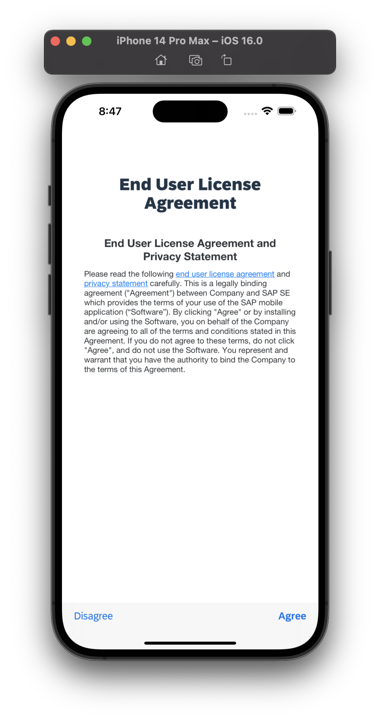 iPhone 14 Pro Max – iOS 16.0
8:47
End User License
Agreement
End User License Agreement and
Privacy Statement
Please read the following end user license agreement and
privacy statement carefully. This is a legally binding
agreement ("Agreement") between Company and SAP SE
which provides the terms of your use of the SAP mobile
application ("Software"). By clicking "Agree" or by installing
and/or using the Software, you on behalf of the Company
are agreeing to all of the terms and conditions stated in this
Agreement. If you do not agree to these terms, do not click
"Agree", and do not use the Software. You represent and
warrant that you have the authority to bind the Company to
the terms of this Agreement.
Disagree
Agree